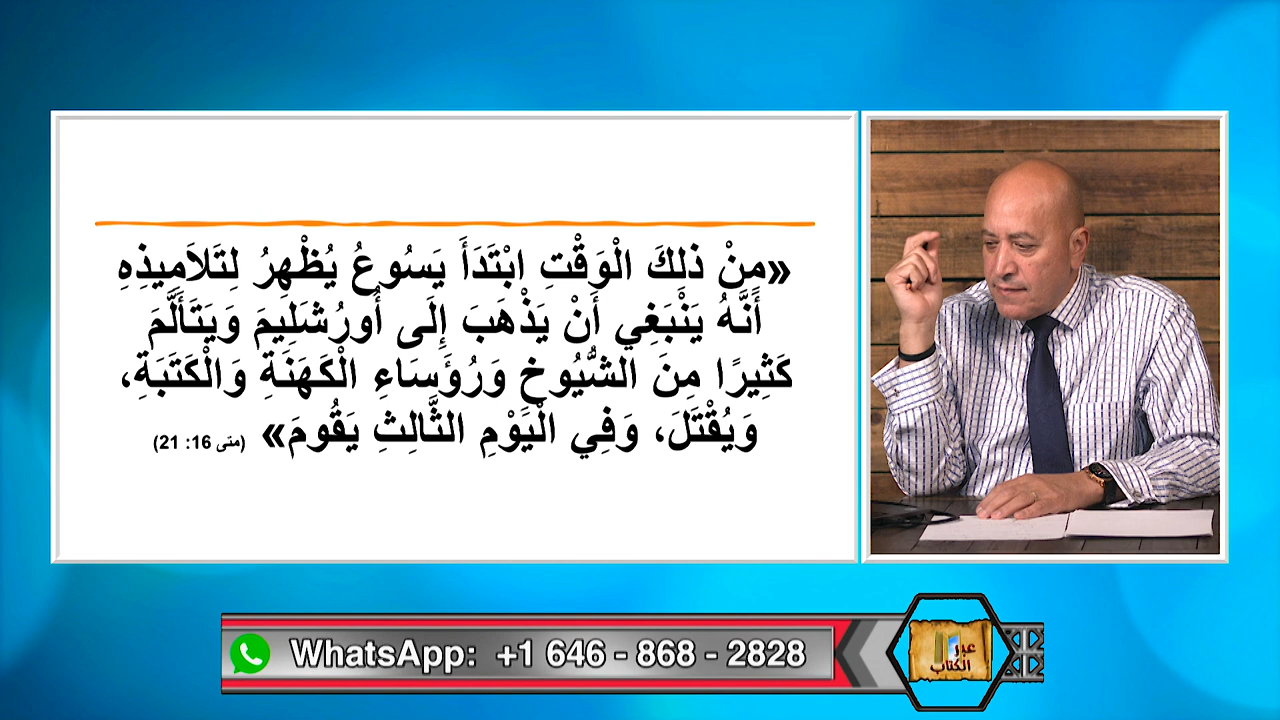 «مِنْ ذلِكَ الْوَقْتِ ابْتَدَأَ يَسُوعُ يُظْهِرُ لِتَلاَمِيذِهِ
أَنَّهُ يَنْبَغِي أَنْ يَذْهَبَ إِلَى أُورُشَلِيمَ وَيَتَأَلَّمَ
كَثِيرًا مِنَ الشُّيُوخِ وَرُؤَسَاءِ الْكَهَنَةِ وَالْكَتَبَةِ،
وَيُقْتَلَ، وَفِي الْيَوْمِ الثَّالِثِ يَقُومَ» (متى 16: 21)
WhatsApp: +1 646 - 868 - 2828
عبر
الكتاب